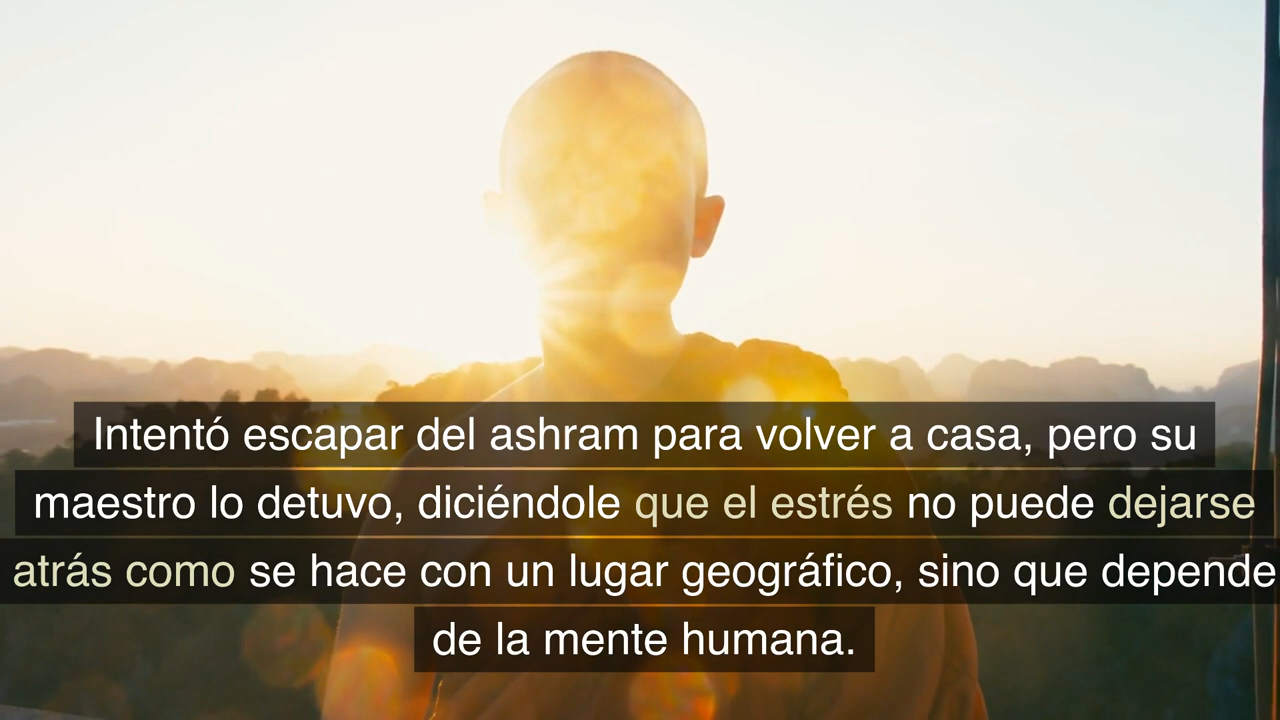 Intentó escapar del ashram para volver a casa, pero su
maestro lo detuvo, diciéndole que el estrés no puede dejarse
atrás como se hace con un lugar geográfico, sino que depende
de la mente humana.